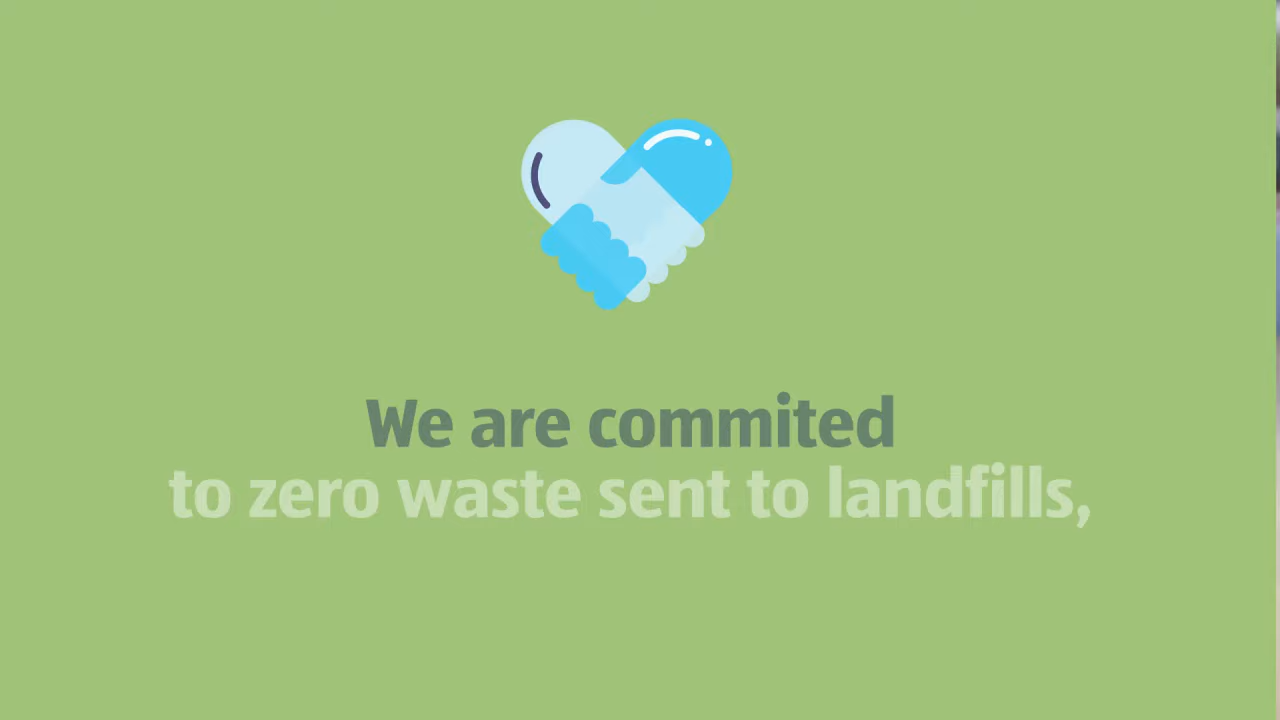 We are commited
to zero waste sent to landfills,